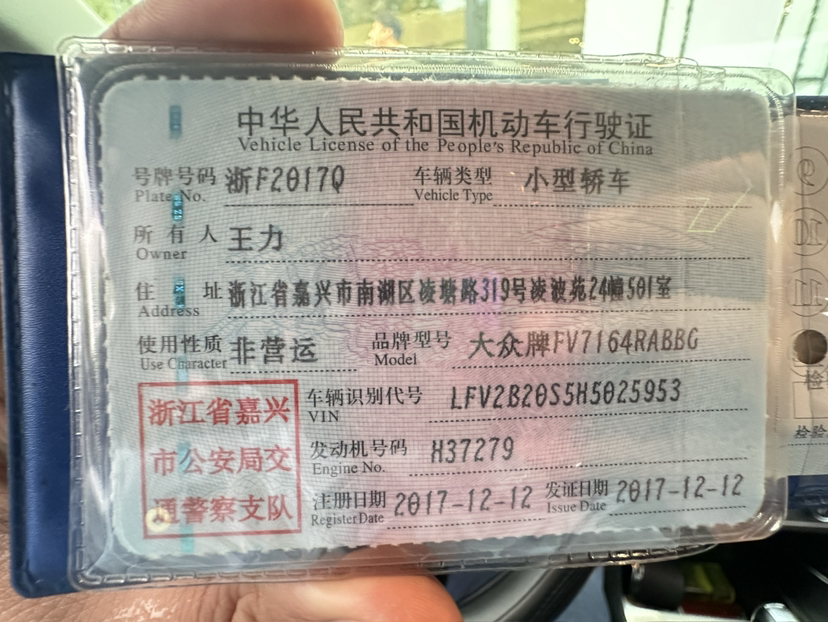 中华人民共和国机动车行驶证
Vehicle License of the People's Republic of China
号牌号码 浙F2017Q 车辆类型 小型轿车
Plate No. Vehicle Type
所有人 王力
Owner
住址 浙江省嘉兴市南湖区凌塘路319号凌波苑24幢501室
Address
使用性质 非营运 品牌型号 大众牌FV7164RABBG
Use Character Model
浙江省嘉兴
市公安局交
通警察支队
车辆识别代号 LFV2B20S5H5025953
VIN
发动机号码 H37279
Engine No.
注册日期 2017-12-12 发证日期 2017-12-12
Register Date Issue Date
检
检验